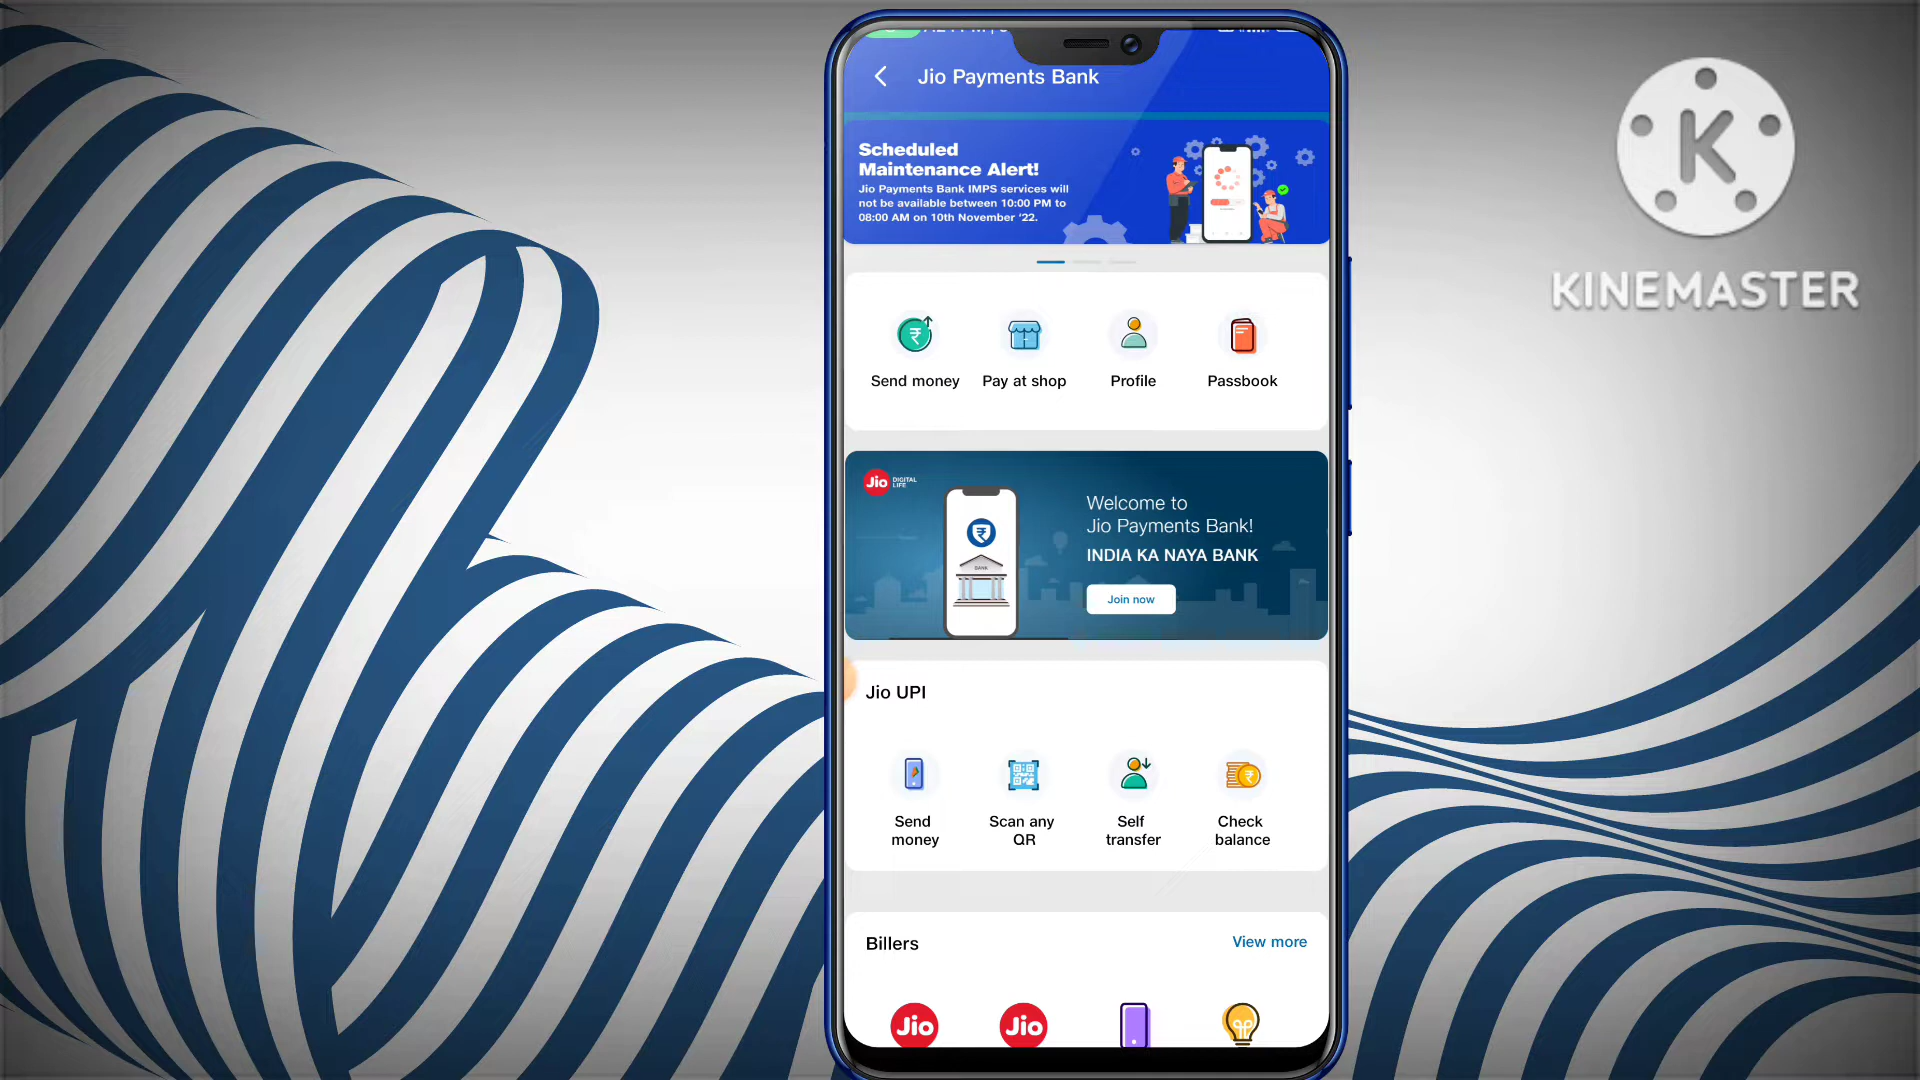 Jio Payments Bank
Scheduled
Maintenance Alert!
Jio Payments Bank IMPS services will
not be available between 10:00 PM to
08:00 AM on 10th November '22.
Send money
Pay at shop
Profile
Passbook
Jio DIGITAL
LIFE
BANK
Welcome to
Jio Payments Bank!
INDIA KA NAYA BANK
Join now
Jio UPI
Send
money
Scan any
QR
Self
transfer
Check
balance
Billers
View more
Jio
Jio
K
KINEMASTER